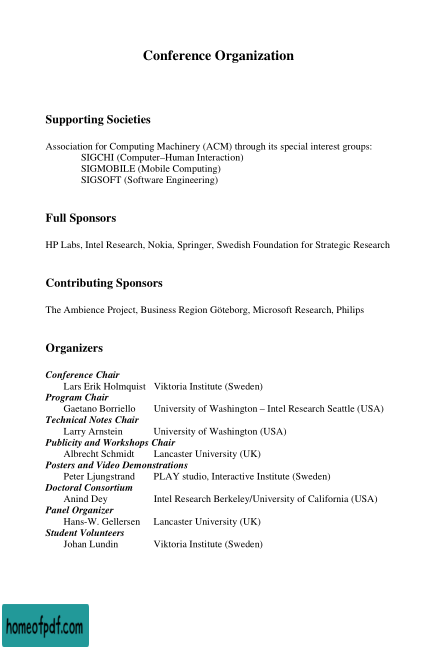 Conference Organization
Supporting Societies
Association for Computing Machinery (ACM) through its special interest groups:
SIGCHI (Computer–Human Interaction)
SIGMOBILE (Mobile Computing)
SIGSOFT (Software Engineering)
Full Sponsors
HP Labs, Intel Research, Nokia, Springer, Swedish Foundation for Strategic Research
Contributing Sponsors
The Ambience Project, Business Region Göteborg, Microsoft Research, Philips
Organizers
Conference Chair
Lars Erik Holmquist Viktoria Institute (Sweden)
Program Chair
Gaetano Borriello University of Washington – Intel Research Seattle (USA)
Technical Notes Chair
Larry Arnstein University of Washington (USA)
Publicity and Workshops Chair
Albrecht Schmidt Lancaster University (UK)
Posters and Video Demonstrations
Peter Ljungstrand PLAY studio, Interactive Institute (Sweden)
Doctoral Consortium
Anind Dey Intel Research Berkeley/University of California (USA)
Panel Organizer
Hans-W. Gellersen Lancaster University (UK)
Student Volunteers
Johan Lundin Viktoria Institute (Sweden)
homeofpdf.com